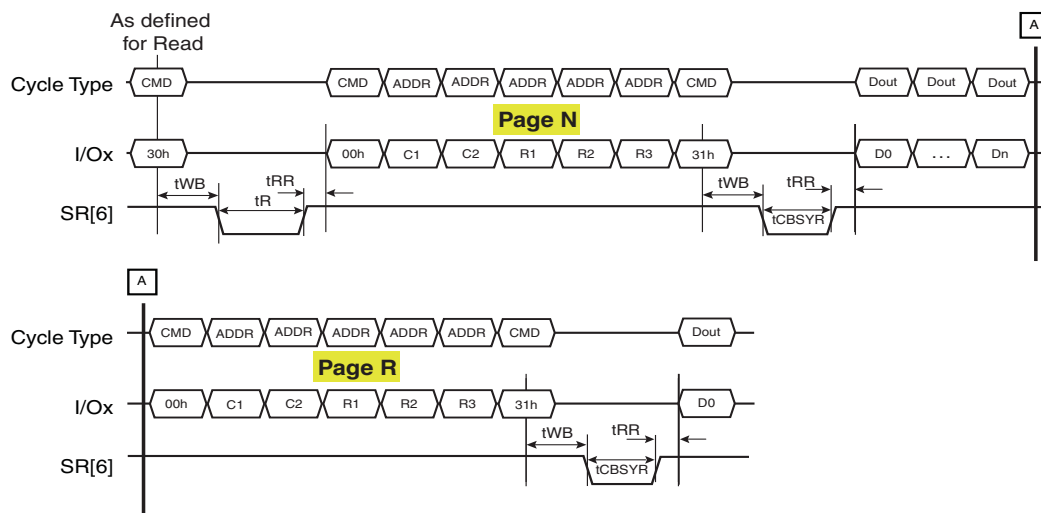 As defined
for Read
A
Cycle Type CMD CMD ADDR ADDR ADDR ADDR ADDR CMD Dout Dout Dout
Page N
I/Ox 30h 00h C1 C2 R1 R2 R3 31h D0 ... Dn
tWB tR tRR tWB tCBSYR tRR
SR[6]
A
Cycle Type CMD ADDR ADDR ADDR ADDR ADDR CMD Dout
Page R
I/Ox 00h C1 C2 R1 R2 R3 31h D0
tWB tCBSYR tRR
SR[6]